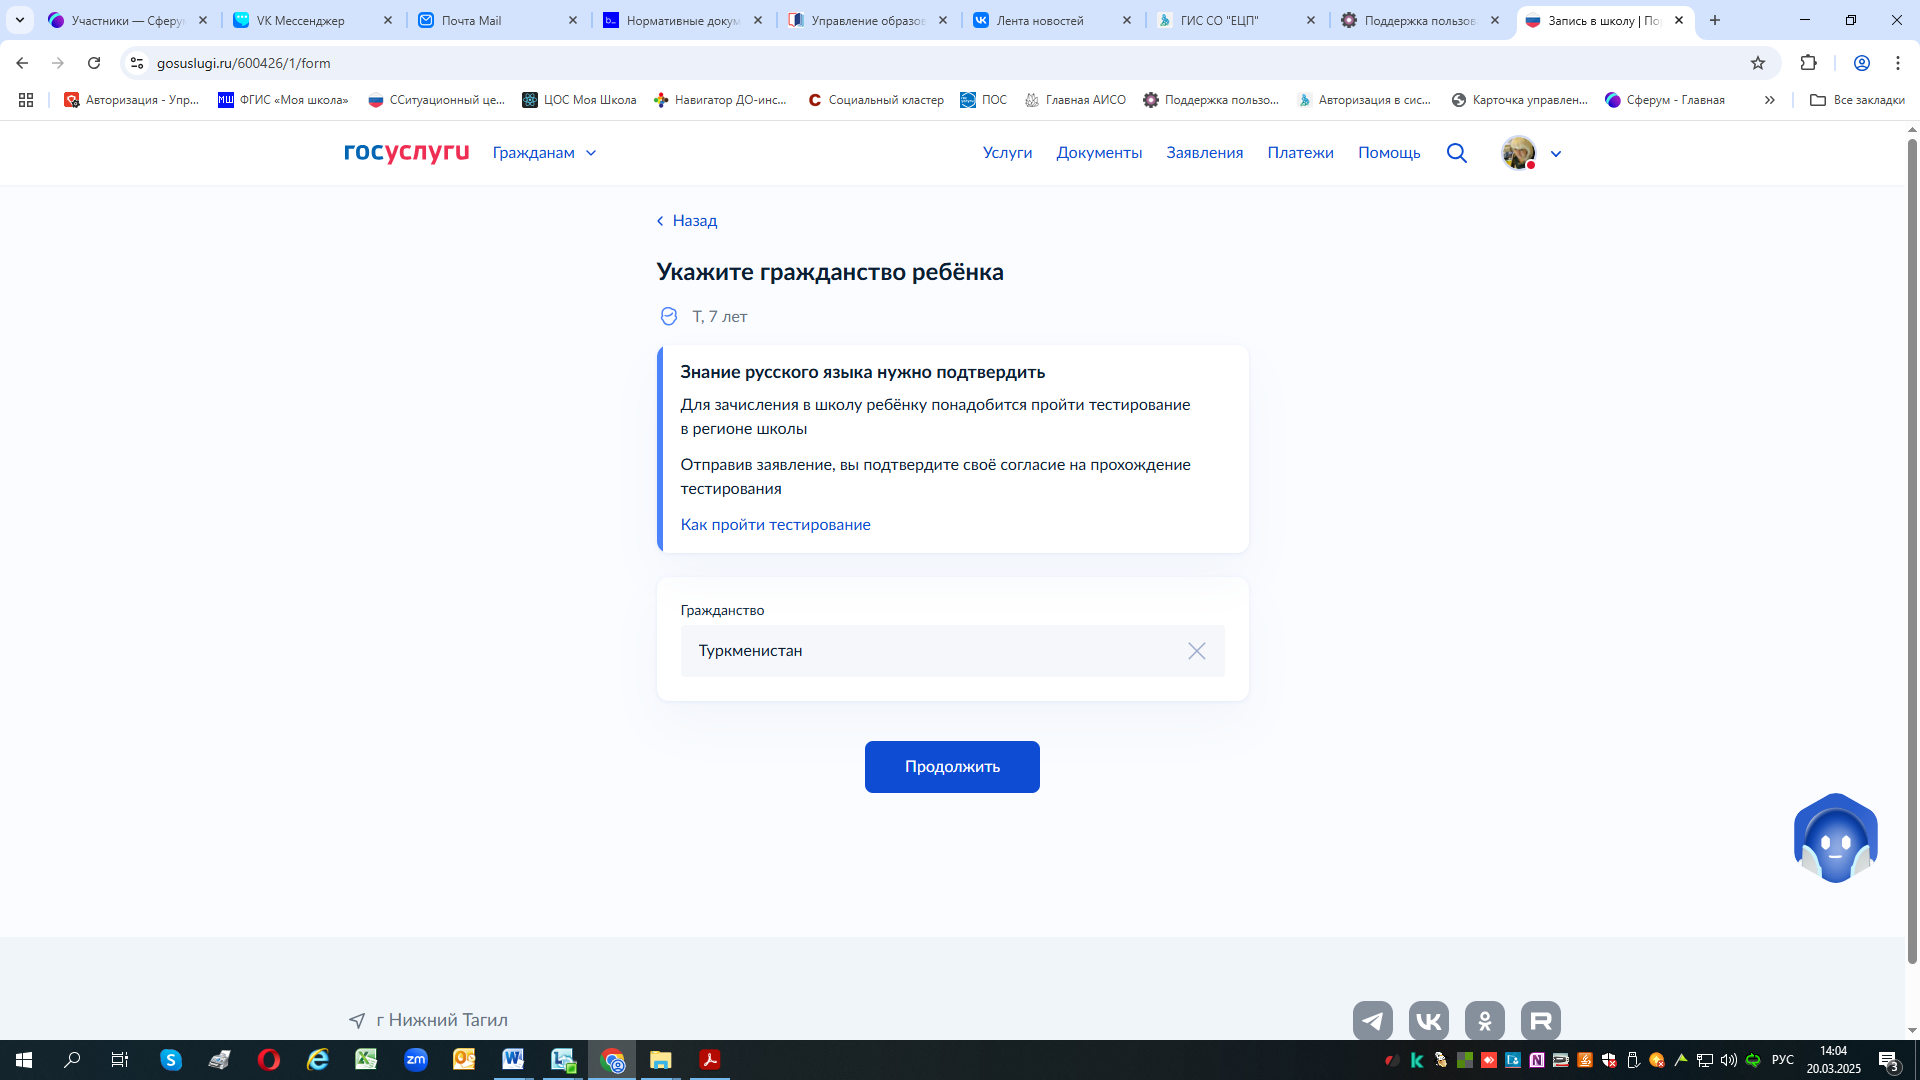 Участники — Сферу
VK Мессенджер
Почта Mail
Нормативные докум
Управление образов
Лента новостей
ГИС СО "ЕЦП"
Поддержка пользов
Запись в школу | По
gosuslugi.ru/600426/1/form
Авторизация - Упр...
МШ
ФГИС «Моя школа»
ССитуационный це...
ЦОС Моя Школа
Навигатор ДО-инс...
Социальный кластер
ПОС
Главная АИСО
Поддержка пользо...
Авторизация в сис...
Карточка управлен...
Сферум - Главная
Все закладки
госуслуги
Гражданам
Услуги
Документы
Заявления
Платежи
Помощь
Назад
Укажите гражданство ребёнка
Т, 7 лет
Знание русского языка нужно подтвердить
Для зачисления в школу ребёнку понадобится пройти тестирование
в регионе школы
Отправив заявление, вы подтвердите своё согласие на прохождение
тестирования
Как пройти тестирование
Гражданство
Туркменистан
Продолжить
г Нижний Тагил
РУС
14:04
20.03.2025
3